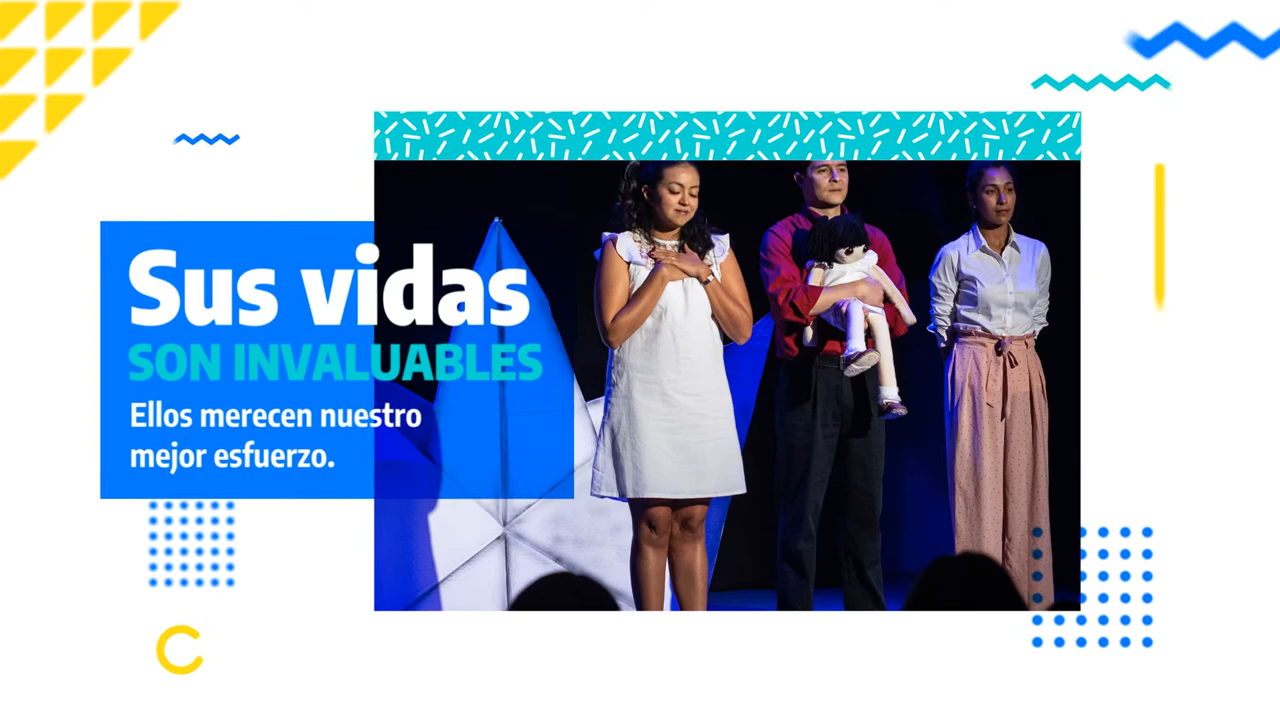 Sus vidas
SON INVALUABLES
Ellos merecen nuestro
mejor esfuerzo.